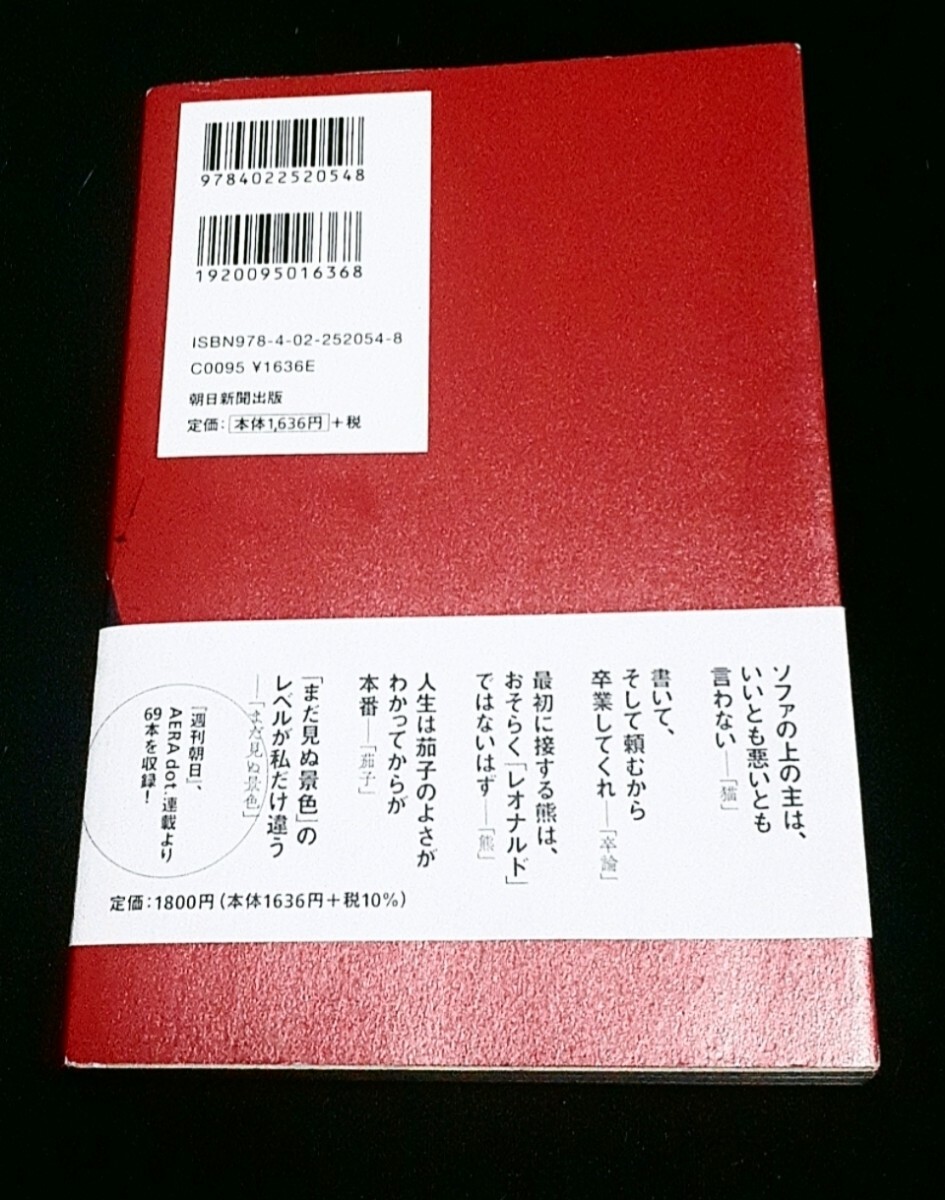 9784022520548
1920095016368
ISBN978-4-02-252054-8
C0095 ¥1636E
朝日新聞出版
定価：本体1,636円＋税
ソファの上の主は、
いいとも悪いとも
言わない──「猫」
書いて、
そして頼むから
卒業してくれ──「卒論」
最初に接する熊は、
おそらく「レオナルド」
ではないはず──「熊」
人生は茄子のよさが
わかってからが
本番──「茄子」
「まだ見ぬ景色」の
レベルが私だけ違う
──「まだ見ぬ景色」
「週刊朝日」、
AERA dot.連載より
69本を収録！
定価：1800円（本体1636円＋税10%）